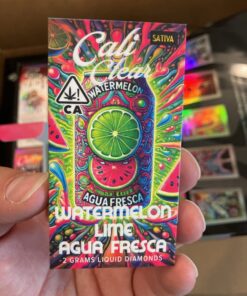 Cali
SATIVA
Clear
WATERMELON
CA
AGUA FRESCA
WATERMELON
LIME
AGUA FRESCA
2 GRAMS LIQUID DIAMONDS